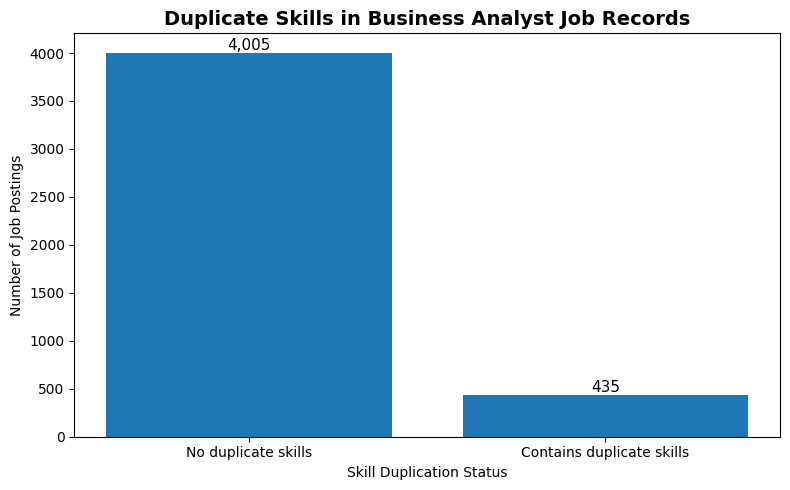 Duplicate Skills in Business Analyst Job Records
4,005
435
Number of Job Postings
4000
3500
3000
2500
2000
1500
1000
500
0
No duplicate skills
Contains duplicate skills
Skill Duplication Status